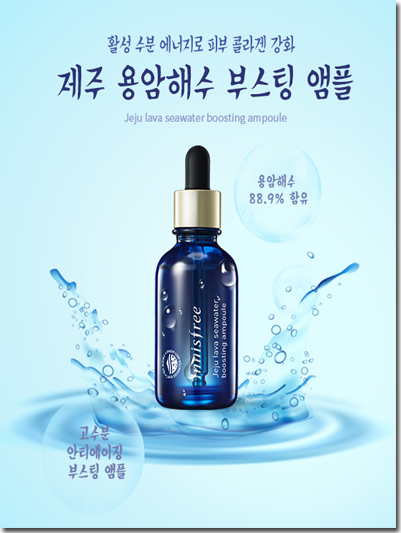 활성 수분 에너지로 피부 콜라겐 강화
제주 용암해수 부스팅 앰플
Jeju lava seawater boosting ampoule
용암해수
88.9% 함유
innisfree
Jeju lava seawater
boosting ampoule
고수분
안티에이징
부스팅 앰플